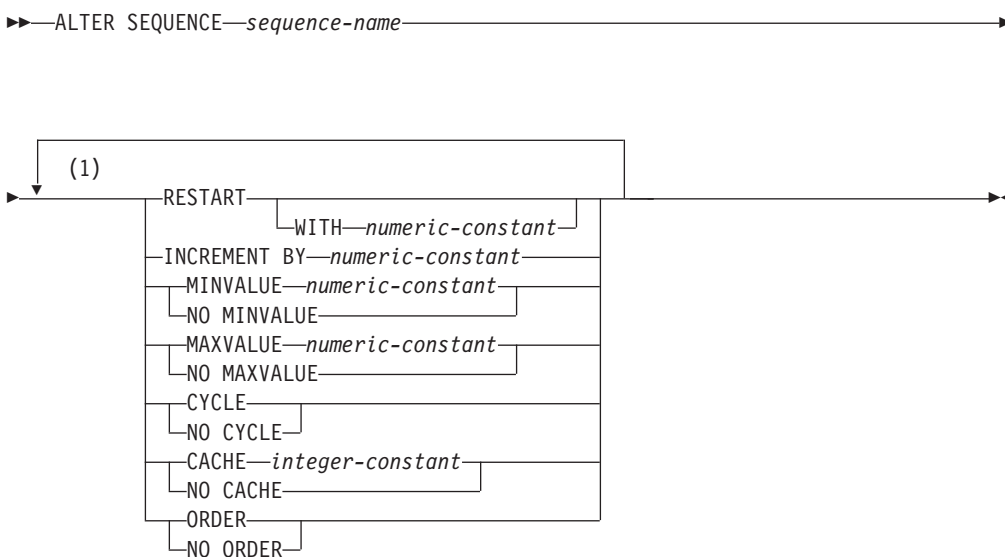 ALTER SEQUENCE sequence-name
(1)
RESTART
WITH numeric-constant
INCREMENT BY numeric-constant
MINVALUE numeric-constant
NO MINVALUE
MAXVALUE numeric-constant
NO MAXVALUE
CYCLE
NO CYCLE
CACHE integer-constant
NO CACHE
ORDER
NO ORDER